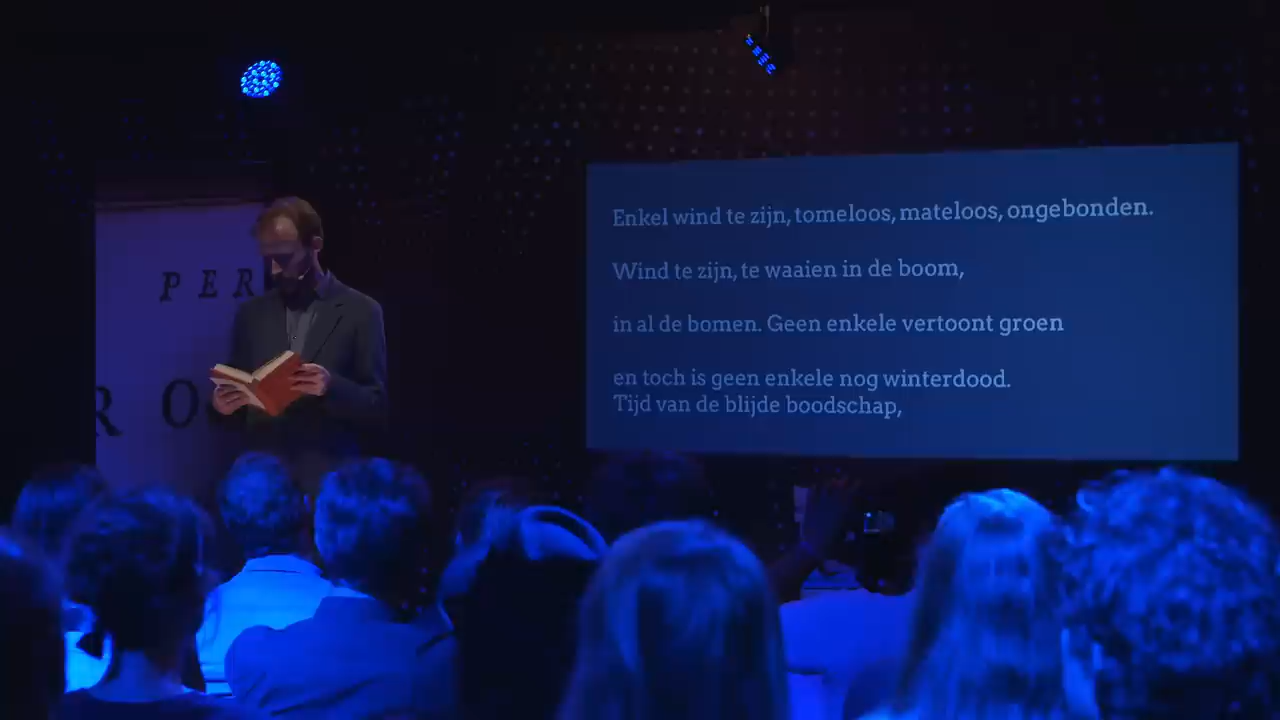 PER
R O
Enkel wind te zijn, tomeloos, mateloos, ongebonden.
Wind te zijn, te waaien in de boom,
in al de bomen. Geen enkele vertoont groen
en toch is geen enkele nog winterdood.
Tijd van de blijde boodschap,